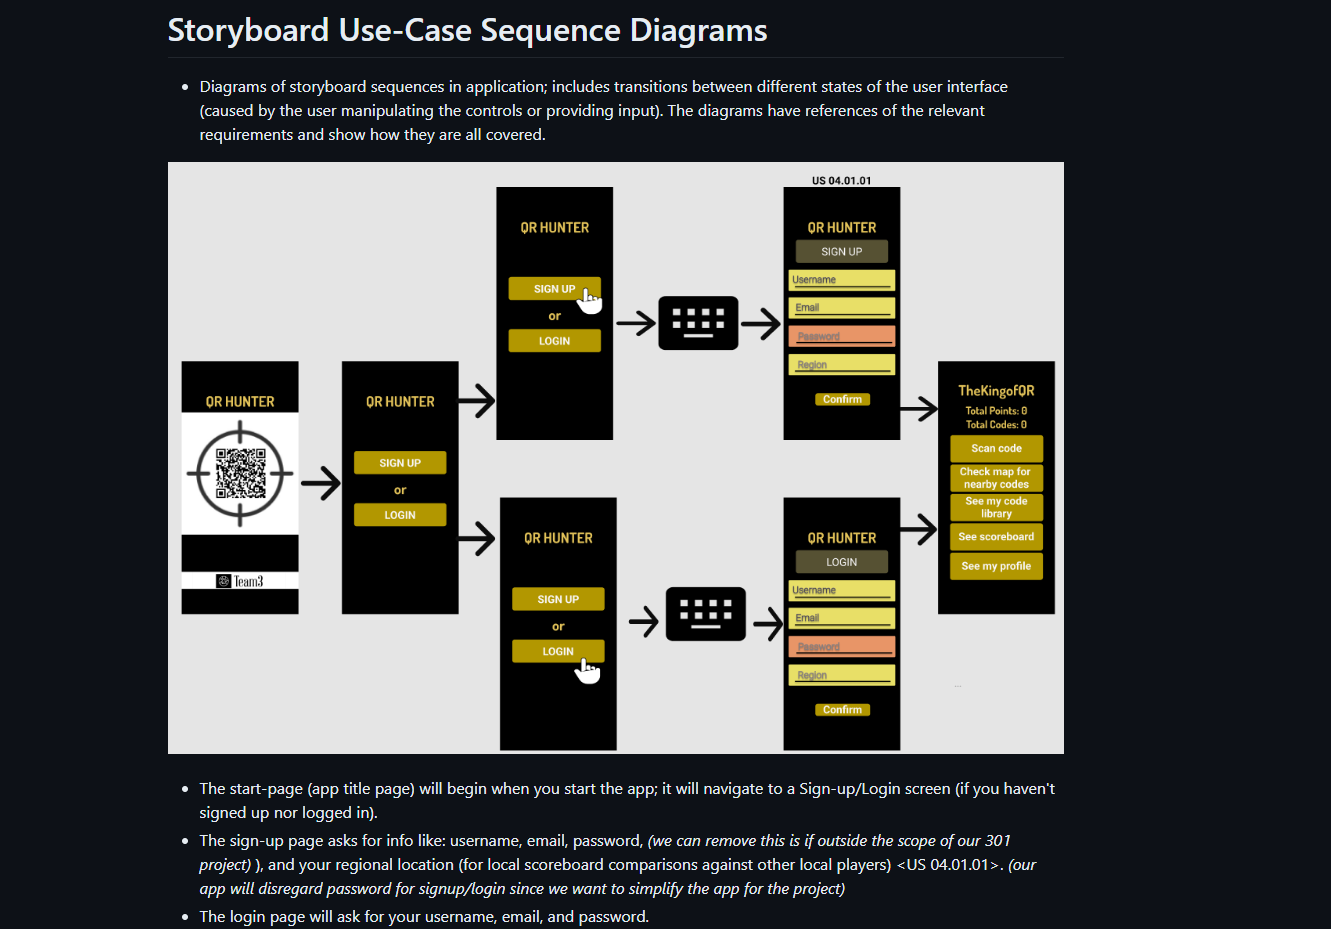 Storyboard Use-Case Sequence Diagrams
Diagrams of storyboard sequences in application; includes transitions between different states of the user interface
(caused by the user manipulating the controls or providing input). The diagrams have references of the relevant
requirements and show how they are all covered.
QR HUNTER
Team3
QR HUNTER
SIGN UP
or
LOGIN
QR HUNTER
SIGN UP
or
LOGIN
US 04.01.01
QR HUNTER
SIGN UP
Username
Email
Password
Region
Confirm
QR HUNTER
SIGN UP
or
LOGIN
QR HUNTER
LOGIN
Username
Email
Password
Region
Confirm
TheKingofQR
Total Points: 0
Total Codes: 0
Scan code
Check map for
nearby codes
See my code
library
See scoreboard
See my profile
The start-page (app title page) will begin when you start the app; it will navigate to a Sign-up/Login screen (if you haven't
signed up nor logged in).
The sign-up page asks for info like: username, email, password, (we can remove this is if outside the scope of our 301
project) ), and your regional location (for local scoreboard comparisons against other local players) <US 04.01.01>. (our
app will disregard password for signup/login since we want to simplify the app for the project)
The login page will ask for your username, email, and password.